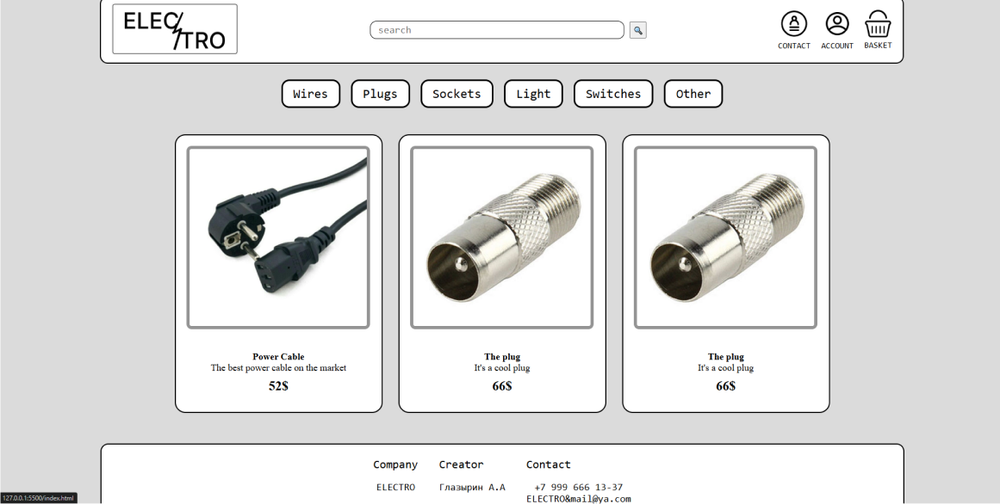 ELEC
TRO
search
CONTACT ACCOUNT BASKET
Wires Plugs Sockets Light Switches Other
Power Cable
The best power cable on the market
52$
The plug
It's a cool plug
66$
The plug
It's a cool plug
66$
Company Creator Contact
ELECTRO Глазырин А.А +7 999 666 13-37
ELECTRO&mail@ya.com
127.0.0.1:5500/index.html